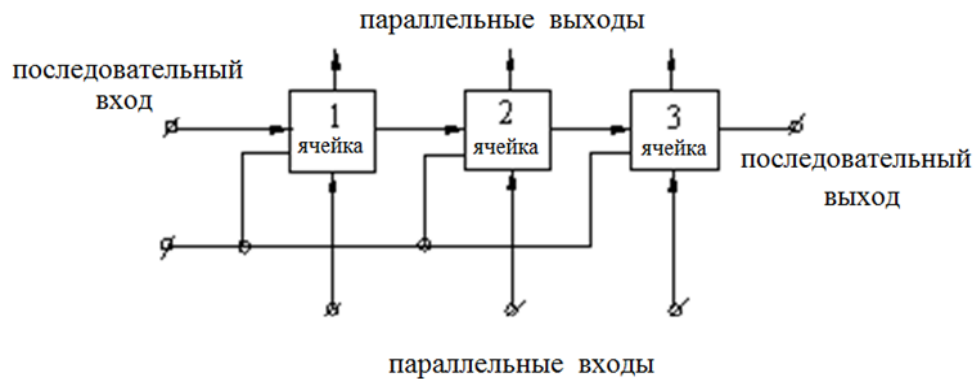 параллельные выходы
последовательный
вход
1
ячейка
2
ячейка
3
ячейка
последовательный
выход
параллельные входы